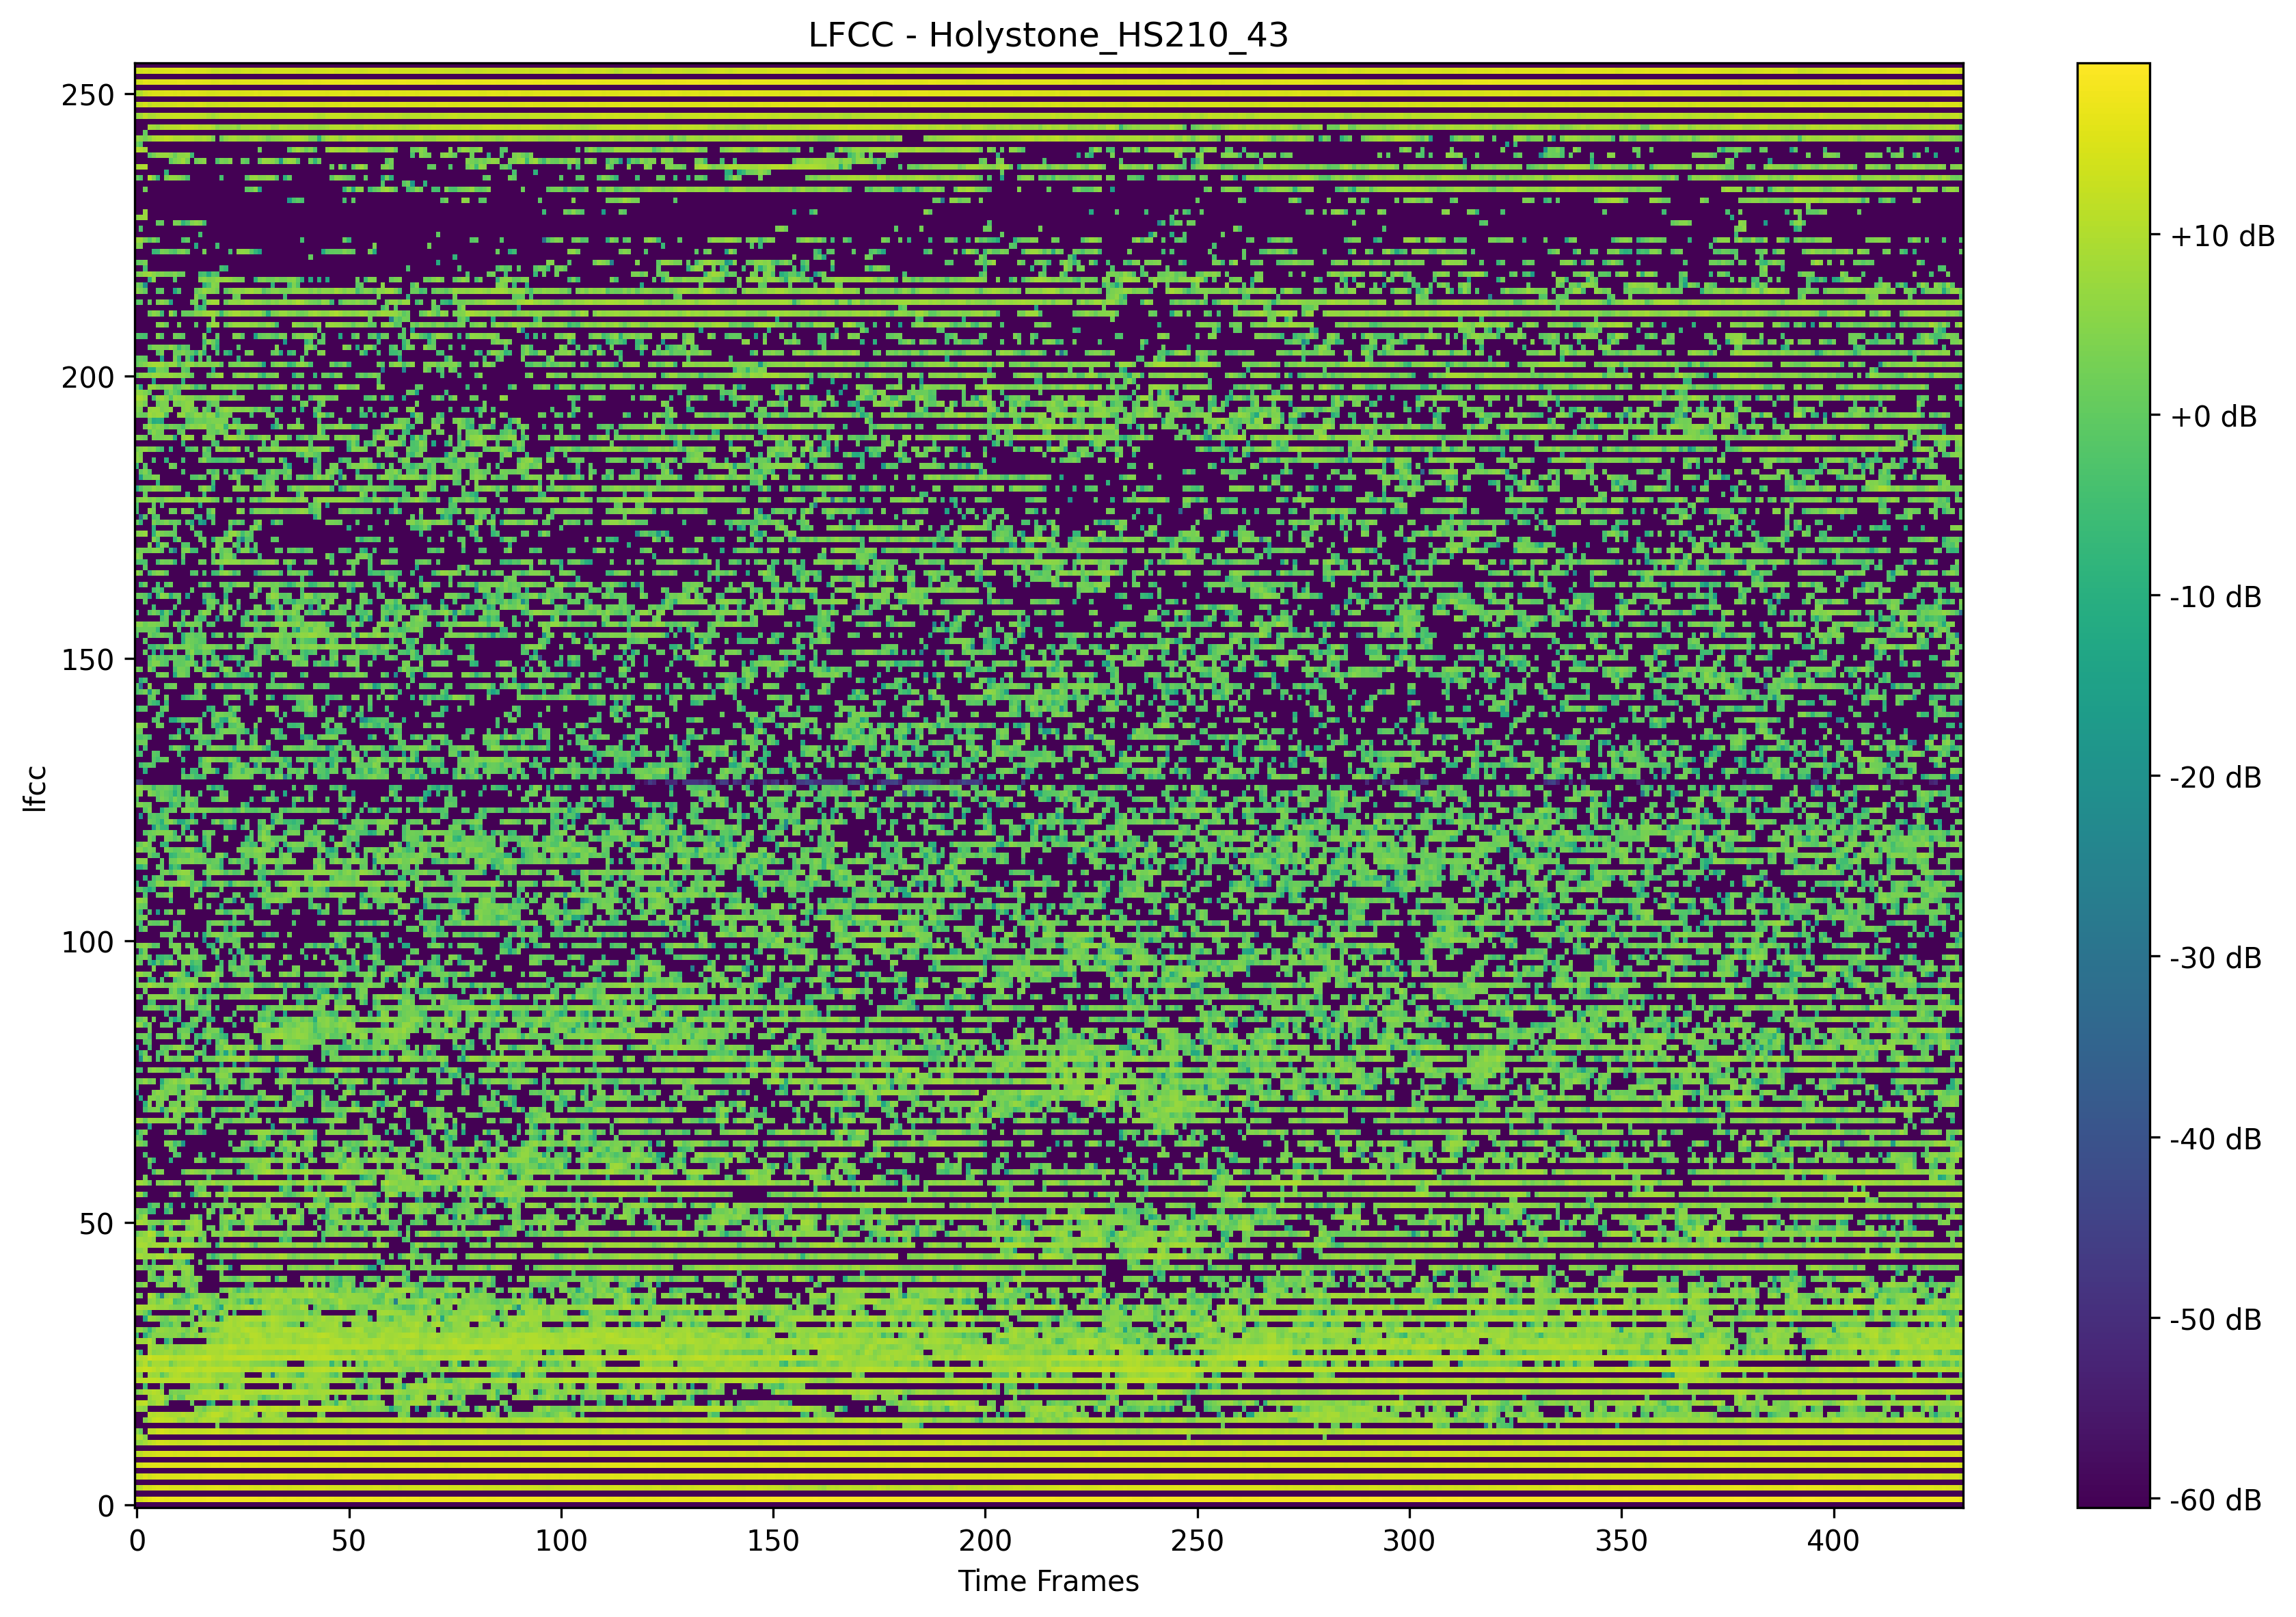 LFCC - Holystone_HS210_43
250
200
150
100
50
0
lfcc
0 50 100 150 200 250 300 350 400
Time Frames
+10 dB
+0 dB
-10 dB
-20 dB
-30 dB
-40 dB
-50 dB
-60 dB